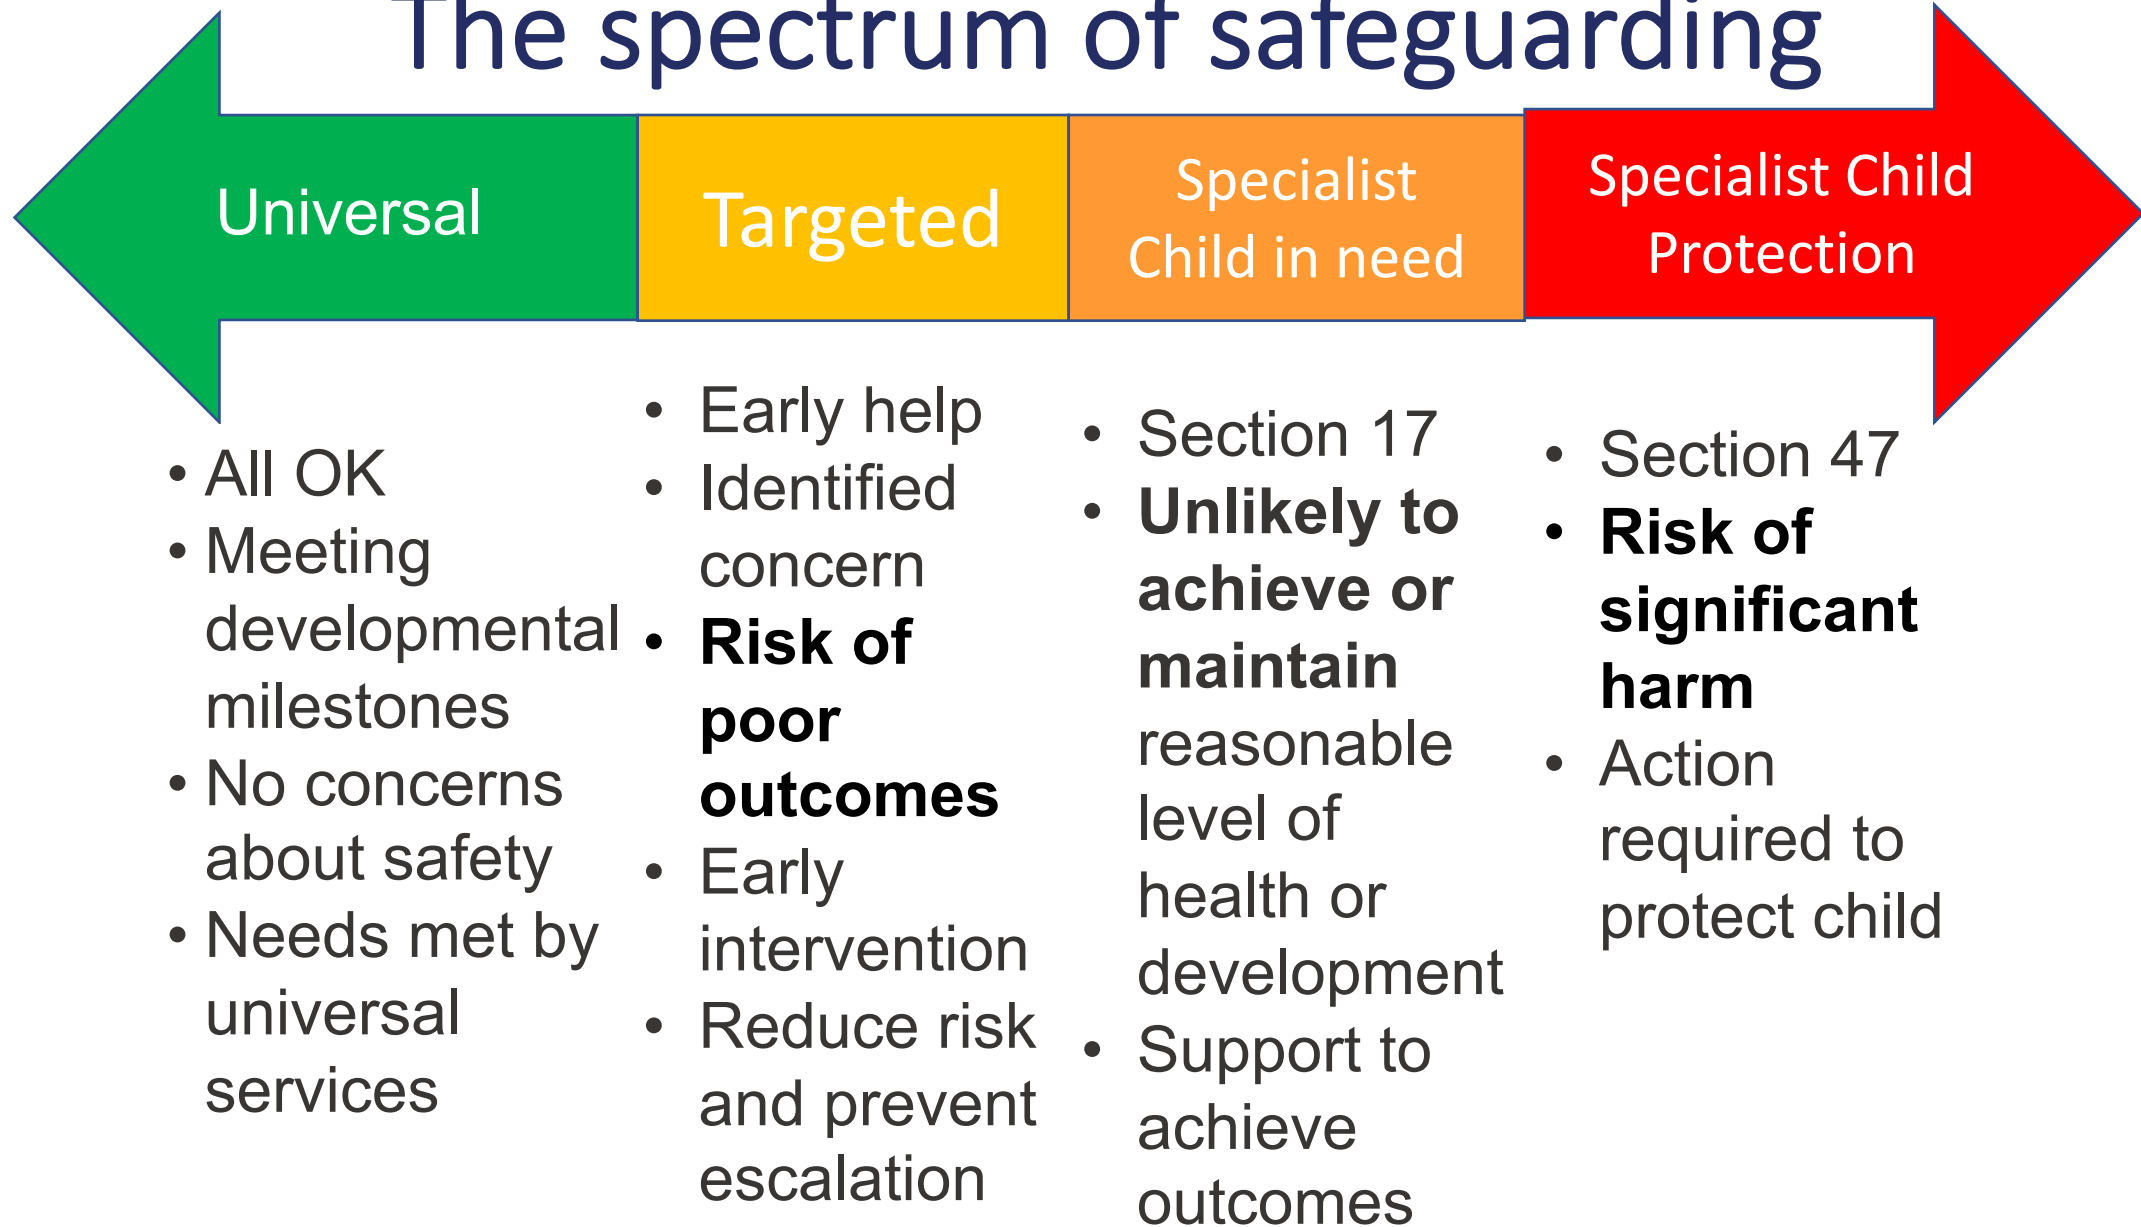 The spectrum of safeguarding
Universal
Targeted
Specialist
Child in need
Specialist Child
Protection
• All OK
• Meeting
developmental
milestones
• No concerns
about safety
• Needs met by
universal
services
• Early help
• Identified
concern
• Risk of
poor
outcomes
• Early
intervention
• Reduce risk
and prevent
escalation
• Section 17
• Unlikely to
achieve or
maintain
reasonable
level of
health or
development
• Support to
achieve
outcomes
• Section 47
• Risk of
significant
harm
• Action
required to
protect child